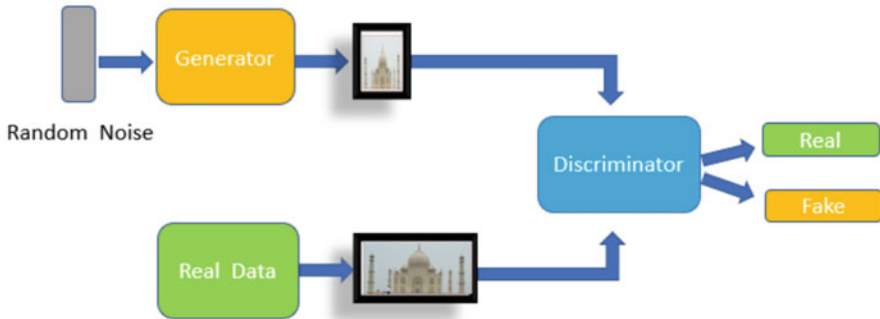 Generator
Random Noise
Discriminator
Real
Fake
Real Data